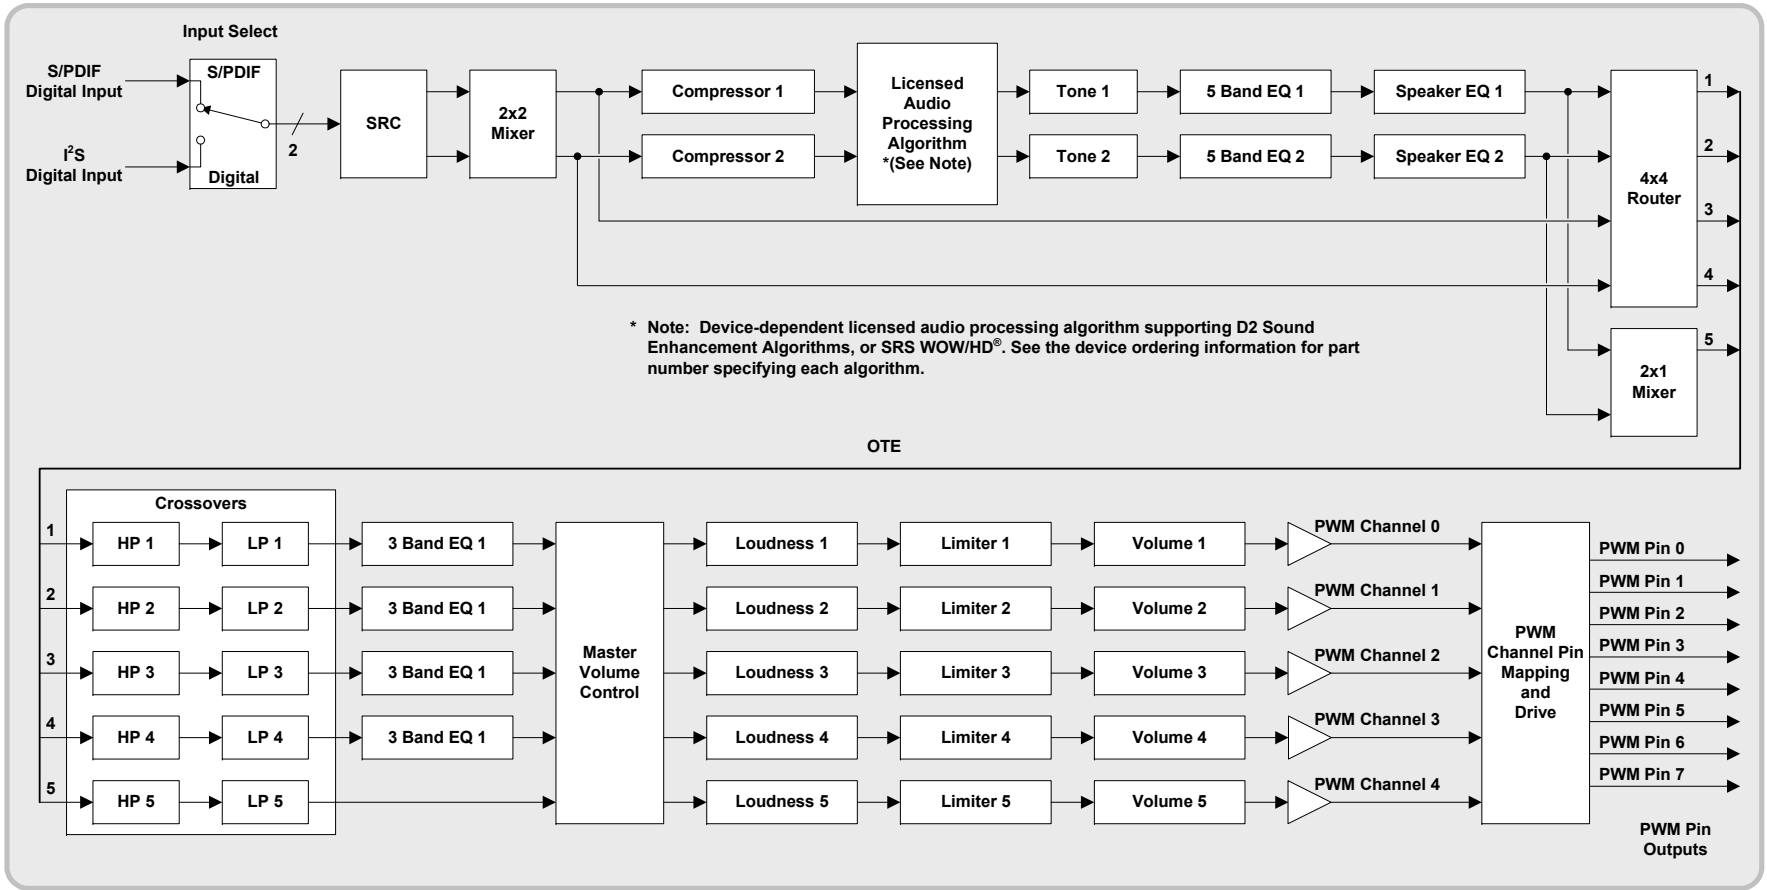 Input Select
S/PDIF
Digital Input
I²S
Digital Input
S/PDIF
Digital
2
SRC
2x2
Mixer
Compressor 1
Compressor 2
Licensed
Audio
Processing
Algorithm
*(See Note)
Tone 1
Tone 2
5 Band EQ 1
5 Band EQ 2
Speaker EQ 1
Speaker EQ 2
4x4
Router
1
2
3
4
2x1
Mixer
5
* Note: Device-dependent licensed audio processing algorithm supporting D2 Sound
Enhancement Algorithms, or SRS WOW/HD®. See the device ordering information for part
number specifying each algorithm.
OTE
Crossovers
1
HP 1
LP 1
3 Band EQ 1
2
HP 2
LP 2
3 Band EQ 1
3
HP 3
LP 3
3 Band EQ 1
4
HP 4
LP 4
3 Band EQ 1
5
HP 5
LP 5
Master
Volume
Control
Loudness 1
Limiter 1
Volume 1
PWM Channel 0
Loudness 2
Limiter 2
Volume 2
PWM Channel 1
Loudness 3
Limiter 3
Volume 3
PWM Channel 2
Loudness 4
Limiter 4
Volume 4
PWM Channel 3
Loudness 5
Limiter 5
Volume 5
PWM Channel 4
PWM
Channel Pin
Mapping
and
Drive
PWM Pin 0
PWM Pin 1
PWM Pin 2
PWM Pin 3
PWM Pin 4
PWM Pin 5
PWM Pin 6
PWM Pin 7
PWM Pin
Outputs